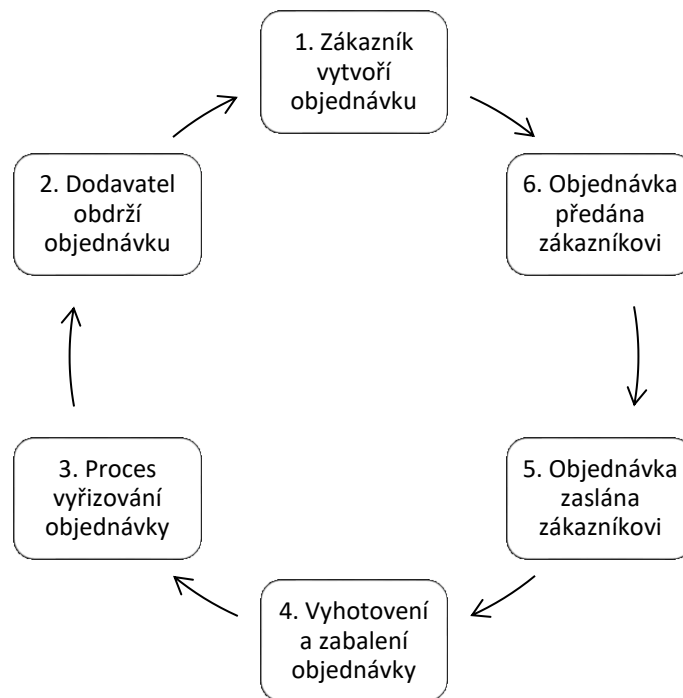 1. Zákazník
vytvoří
objednávku
2. Dodavatel
obdrží
objednávku
6. Objednávka
předána
zákazníkovi
3. Proces
vyřizování
objednávky
5. Objednávka
zaslána
zákazníkovi
4. Vyhotovení
a zabalení
objednávky